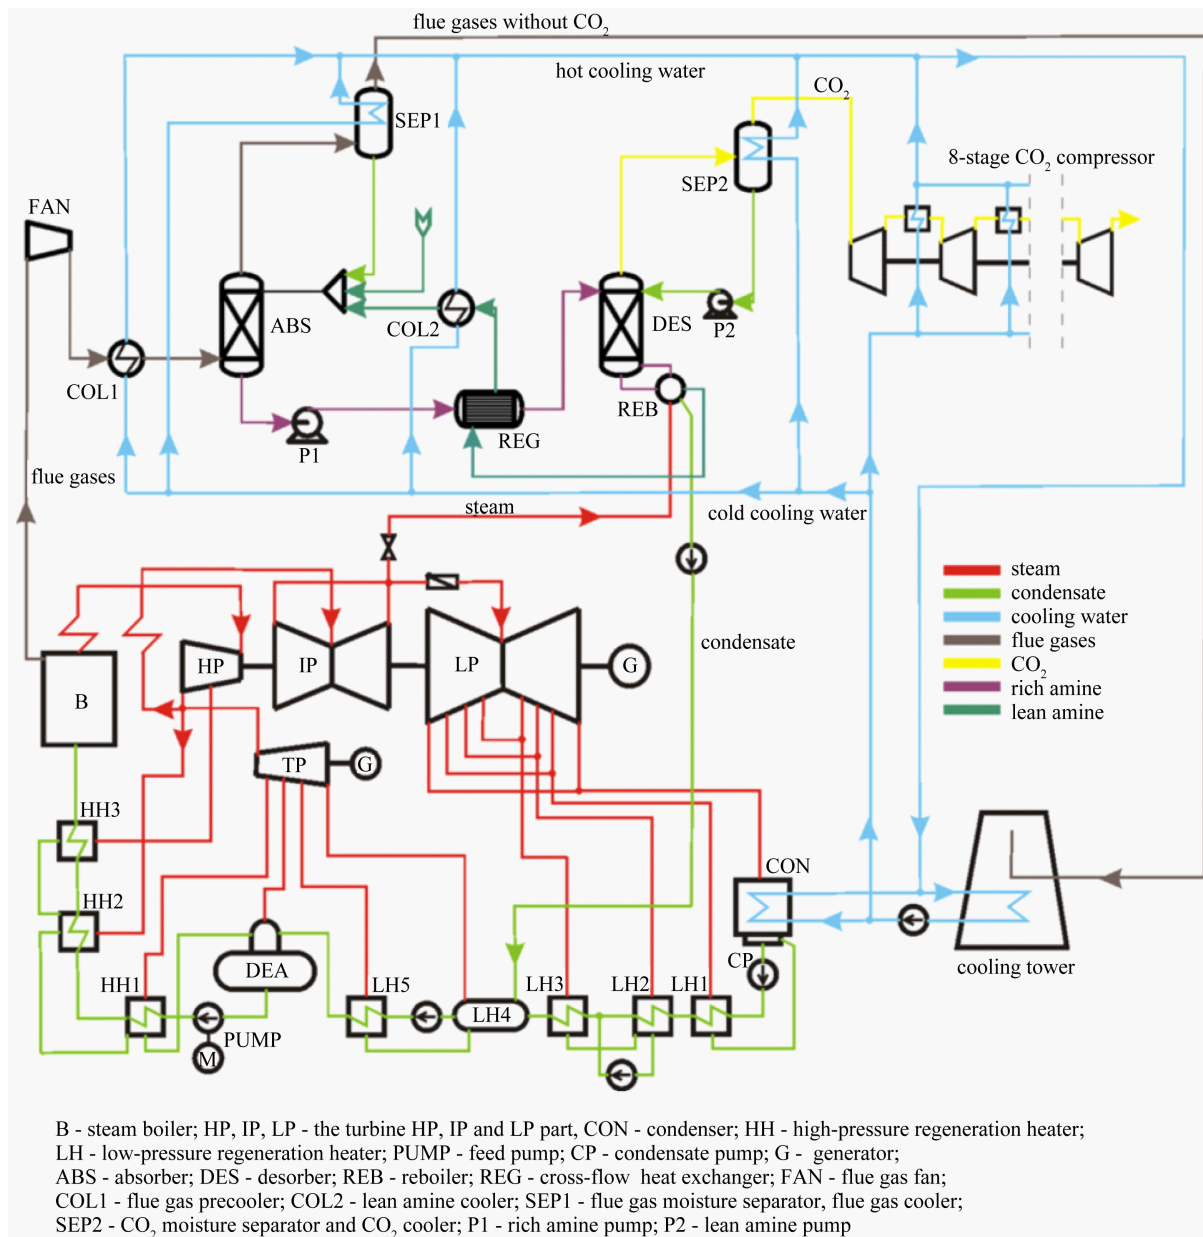 flue gases without CO₂
hot cooling water
CO₂
SEP1
8-stage CO₂ compressor
SEP2
FAN
ABS
COL2
DES
P2
COL1
REB
REG
P1
flue gases
steam
cold cooling water
steam
condensate
cooling water
flue gases
CO₂
rich amine
lean amine
condensate
HP
IP
LP
G
B
TP
G
HH3
CON
HH2
CP
cooling tower
DEA
HH1
LH5
LH4
LH3
LH2
LH1
PUMP
M
B - steam boiler; HP, IP, LP - the turbine HP, IP and LP part, CON - condenser; HH - high-pressure regeneration heater;
LH - low-pressure regeneration heater; PUMP - feed pump; CP - condensate pump; G - generator;
ABS - absorber; DES - desorber; REB - reboiler; REG - cross-flow heat exchanger; FAN - flue gas fan;
COL1 - flue gas precooler; COL2 - lean amine cooler; SEP1 - flue gas moisture separator, flue gas cooler;
SEP2 - CO₂ moisture separator and CO₂ cooler; P1 - rich amine pump; P2 - lean amine pump